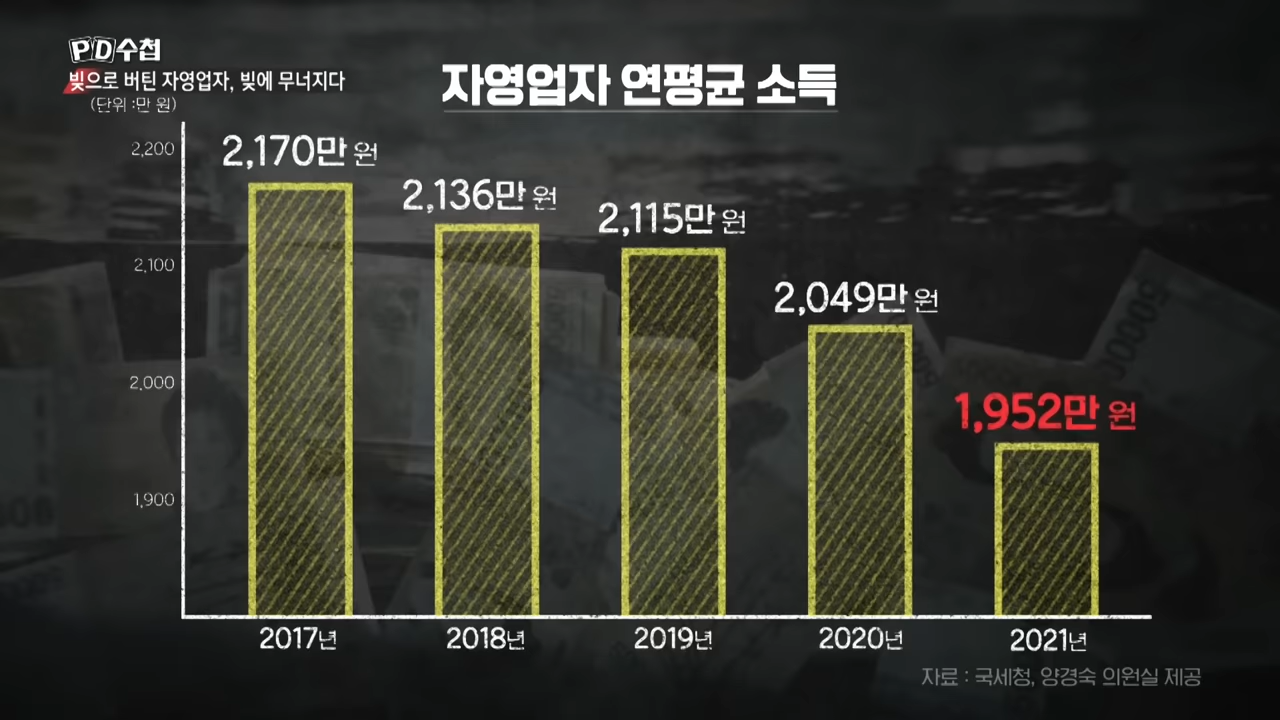 PD수첩
빚으로 버틴 자영업자, 빚에 무너지다
자영업자 연평균 소득
(단위 :만 원)
2,200
2,100
2,000
1,900
2,170만 원
2,136만 원
2,115만 원
2,049만 원
1,952만 원
2017년
2018년
2019년
2020년
2021년
자료 : 국세청, 양경숙 의원실 제공